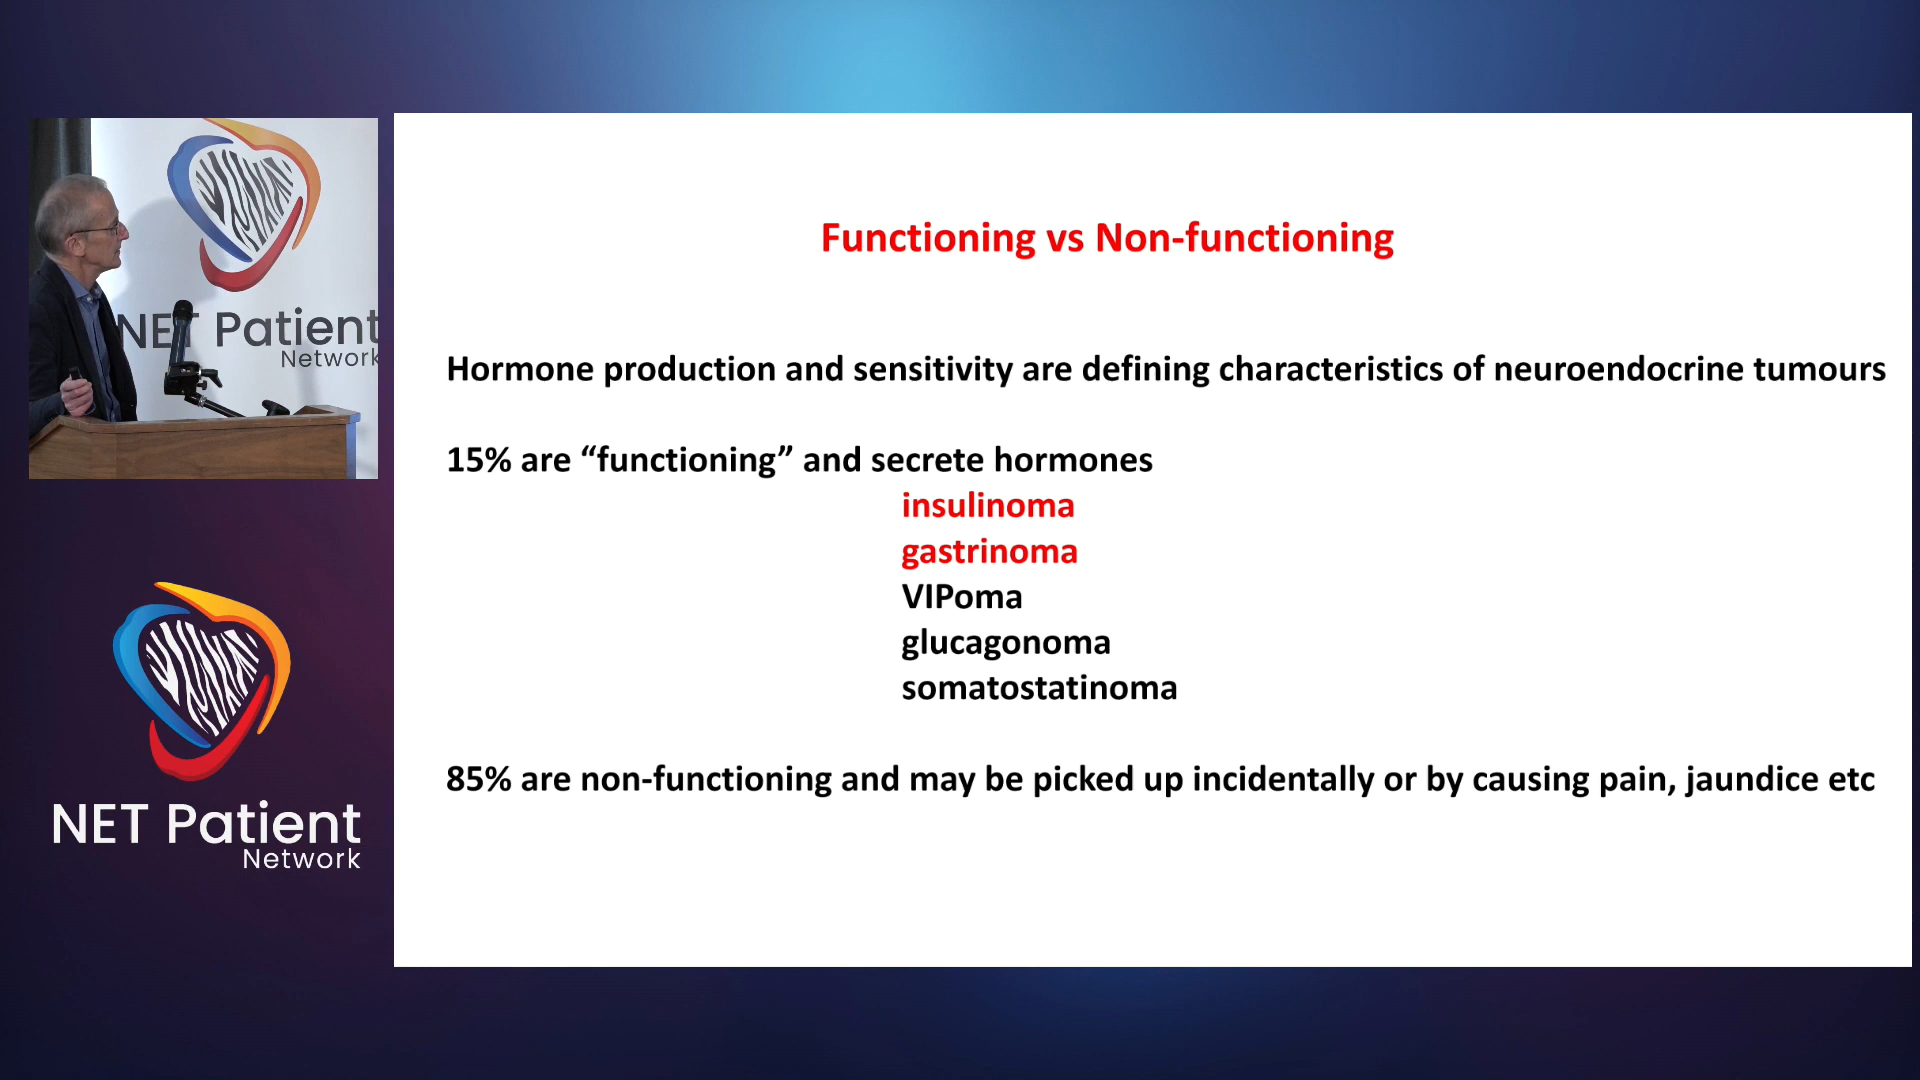 NET Patient
Network
Functioning vs Non-functioning
Hormone production and sensitivity are defining characteristics of neuroendocrine tumours
15% are “functioning” and secrete hormones
insulinoma
gastrinoma
VIPoma
glucagonoma
somatostatinoma
85% are non-functioning and may be picked up incidentally or by causing pain, jaundice etc
NET Patient
Network